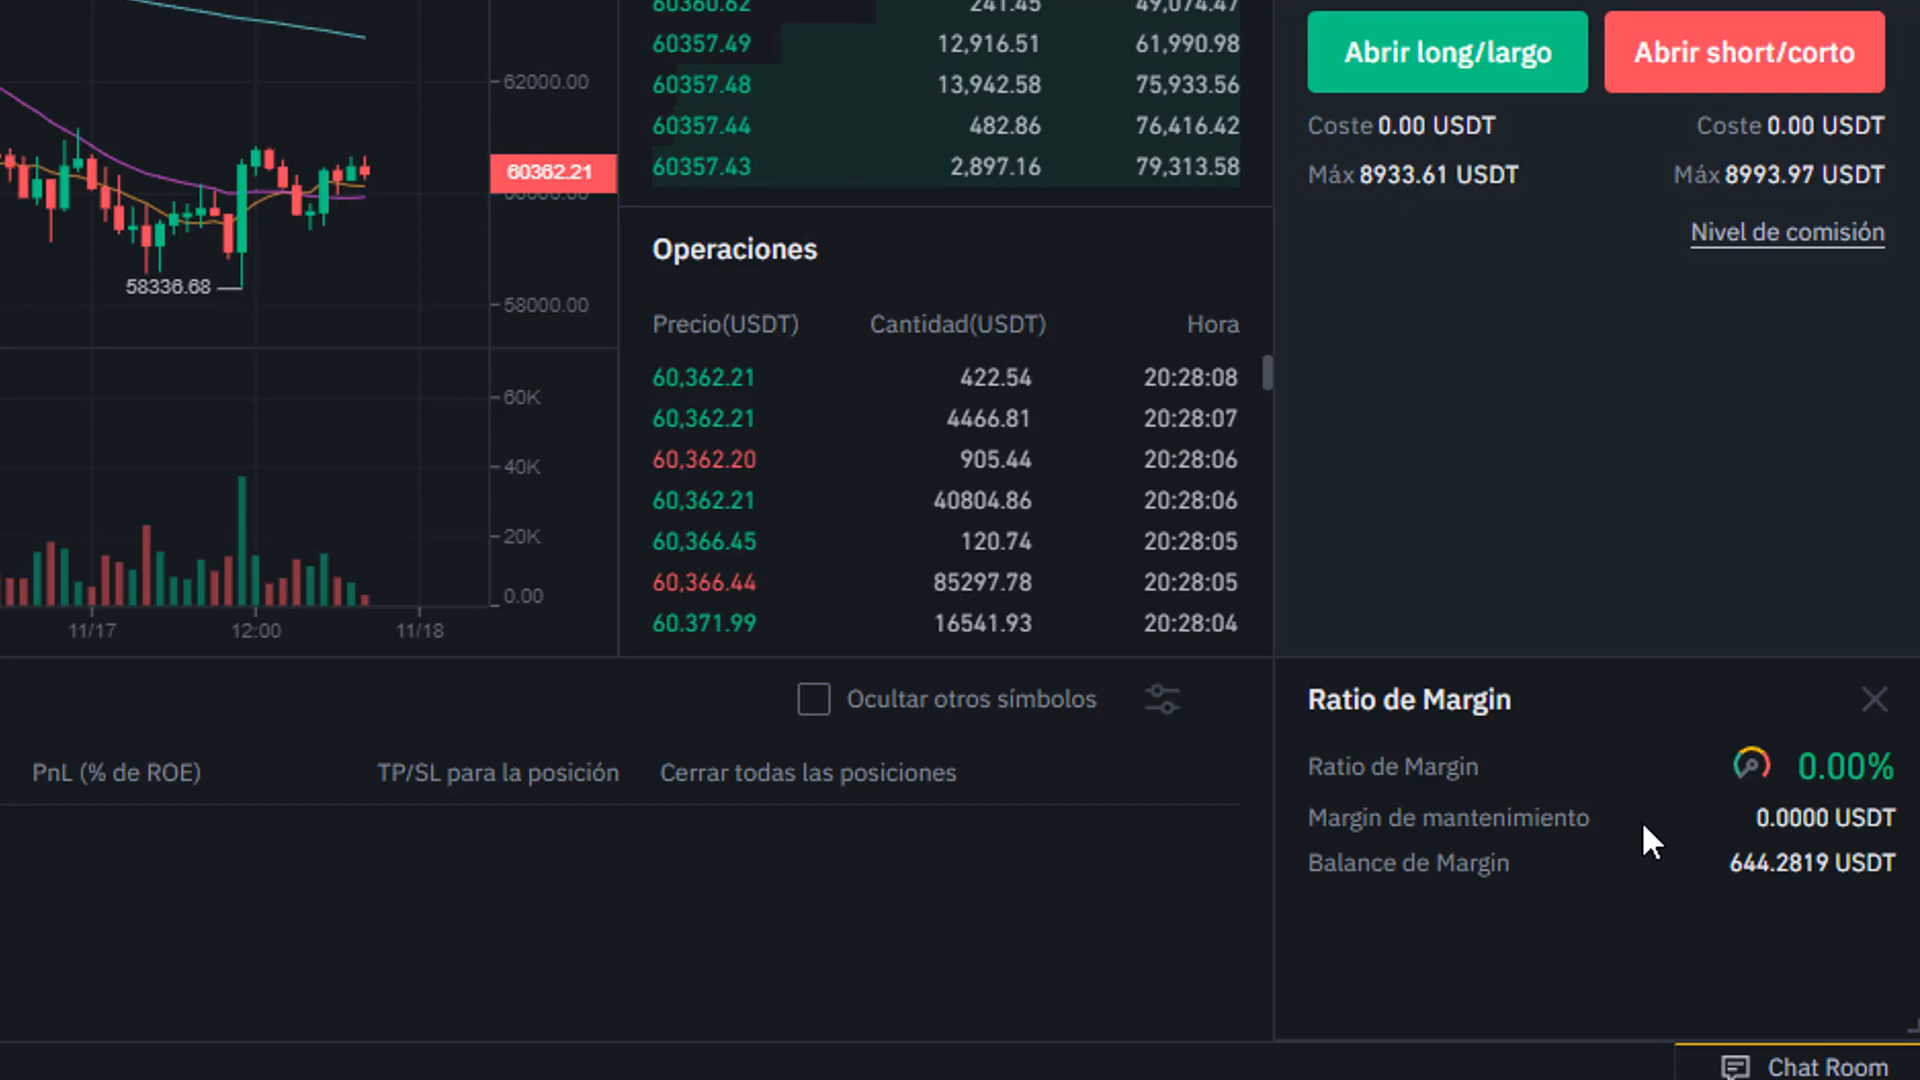 62000.00
60362.21
60000.00
58336.68
58000.00
60K
40K
20K
0.00
11/17 12:00 11/18
60360.62 241.45 49,074.47
60357.49 12,916.51 61,990.98
60357.48 13,942.58 75,933.56
60357.44 482.86 76,416.42
60357.43 2,897.16 79,313.58
Operaciones
Precio(USDT) Cantidad(USDT) Hora
60,362.21 422.54 20:28:08
60,362.21 4466.81 20:28:07
60,362.20 905.44 20:28:06
60,362.21 40804.86 20:28:06
60,366.45 120.74 20:28:05
60,366.44 85297.78 20:28:05
60.371.99 16541.93 20:28:04
Abrir long/largo Abrir short/corto
Coste 0.00 USDT Coste 0.00 USDT
Máx 8933.61 USDT Máx 8993.97 USDT
Nivel de comisión
Ocultar otros símbolos
PnL (% de ROE) TP/SL para la posición Cerrar todas las posiciones
Ratio de Margin
Ratio de Margin 0.00%
Margin de mantenimiento 0.0000 USDT
Balance de Margin 644.2819 USDT
Chat Room